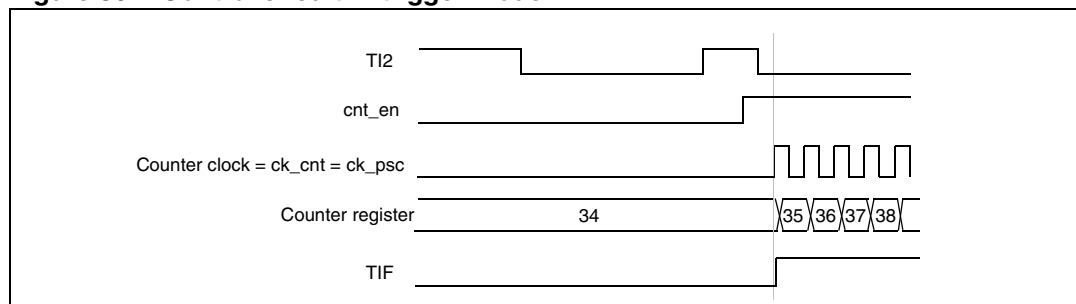 TI2
cnt_en
Counter clock = ck_cnt = ck_psc
Counter register 34 35 36 37 38
TIF